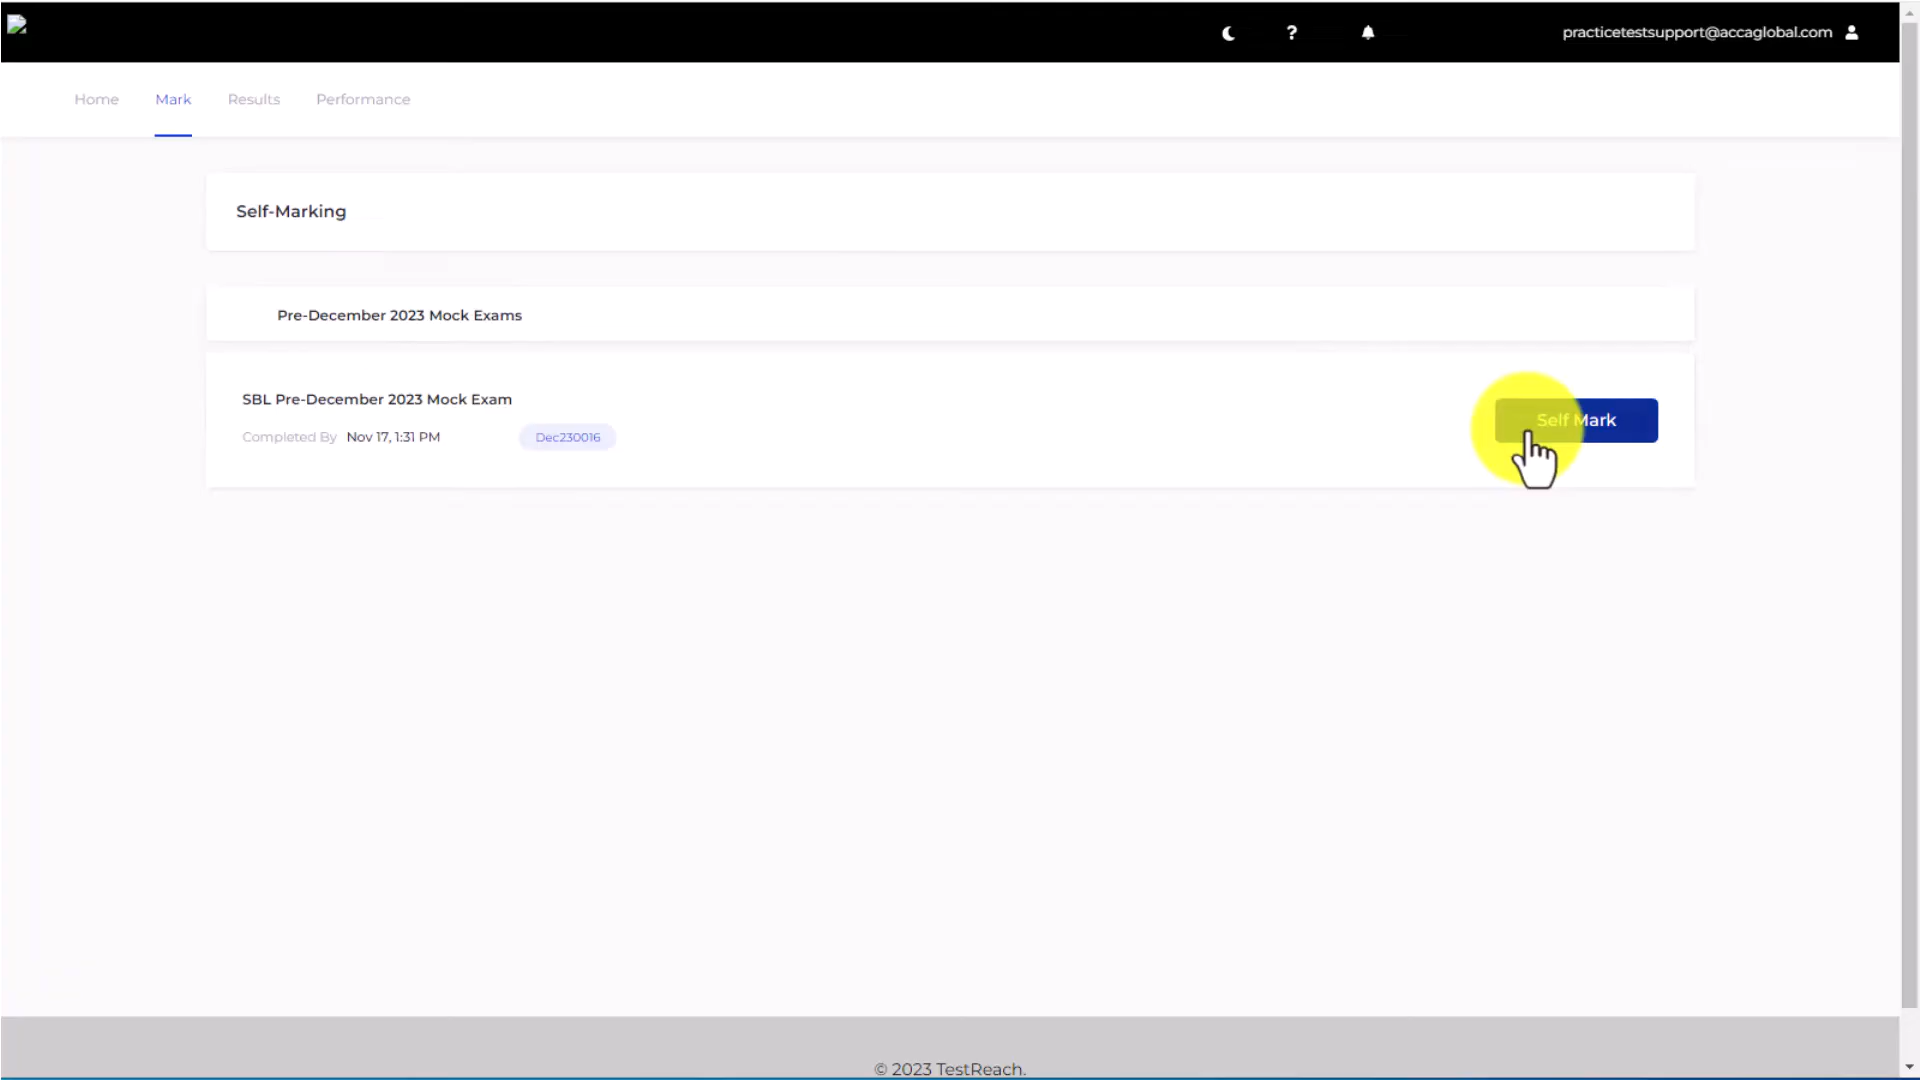 ? practicetestsupport@accaglobal.com
Home Mark Results Performance
Self-Marking
Pre-December 2023 Mock Exams
SBL Pre-December 2023 Mock Exam
Completed By Nov 17, 1:31 PM Dec230016
Self Mark
© 2023 TestReach.